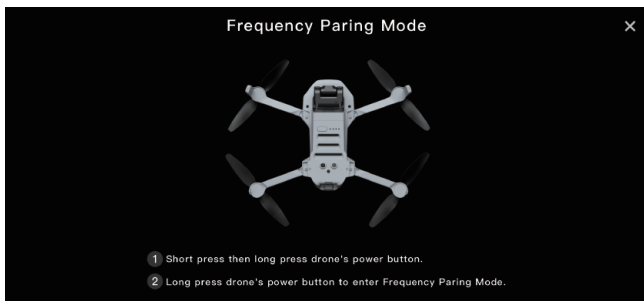 Frequency Paring Mode
1 Short press then long press drone's power button.
2 Long press drone's power button to enter Frequency Paring Mode.